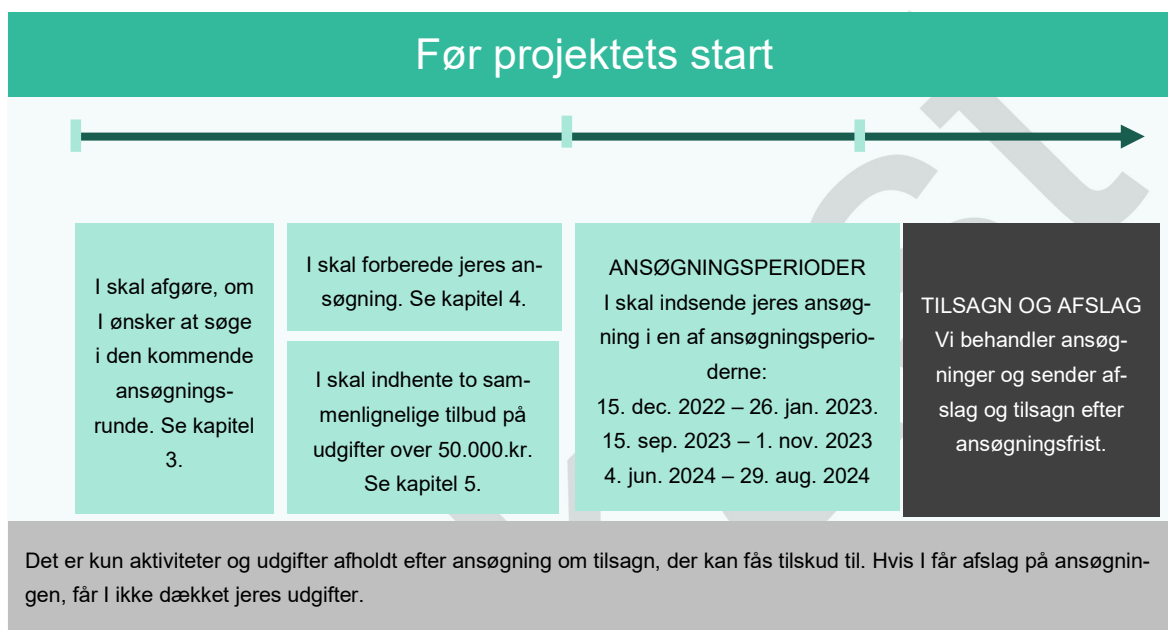 Før projektets start
I skal afgøre, om
I ønsker at søge
i den kommende
ansøgnings-
runde. Se kapitel
3.
I skal forberede jeres an-
søgning. Se kapitel 4.
I skal indhente to sam-
menlignelige tilbud på
udgifter over 50.000.kr.
Se kapitel 5.
ANSØGNINGSPERIODER
I skal indsende jeres ansøg-
ning i en af ansøgningsperio-
derne:
15. dec. 2022 – 26. jan. 2023.
15. sep. 2023 – 1. nov. 2023
4. jun. 2024 – 29. aug. 2024
TILSAGN OG AFSLAG
Vi behandler ansøg-
ninger og sender af-
slag og tilsagn efter
ansøgningsfrist.
Det er kun aktiviteter og udgifter afholdt efter ansøgning om tilsagn, der kan fås tilskud til. Hvis I får afslag på ansøgnin-
gen, får I ikke dækket jeres udgifter.